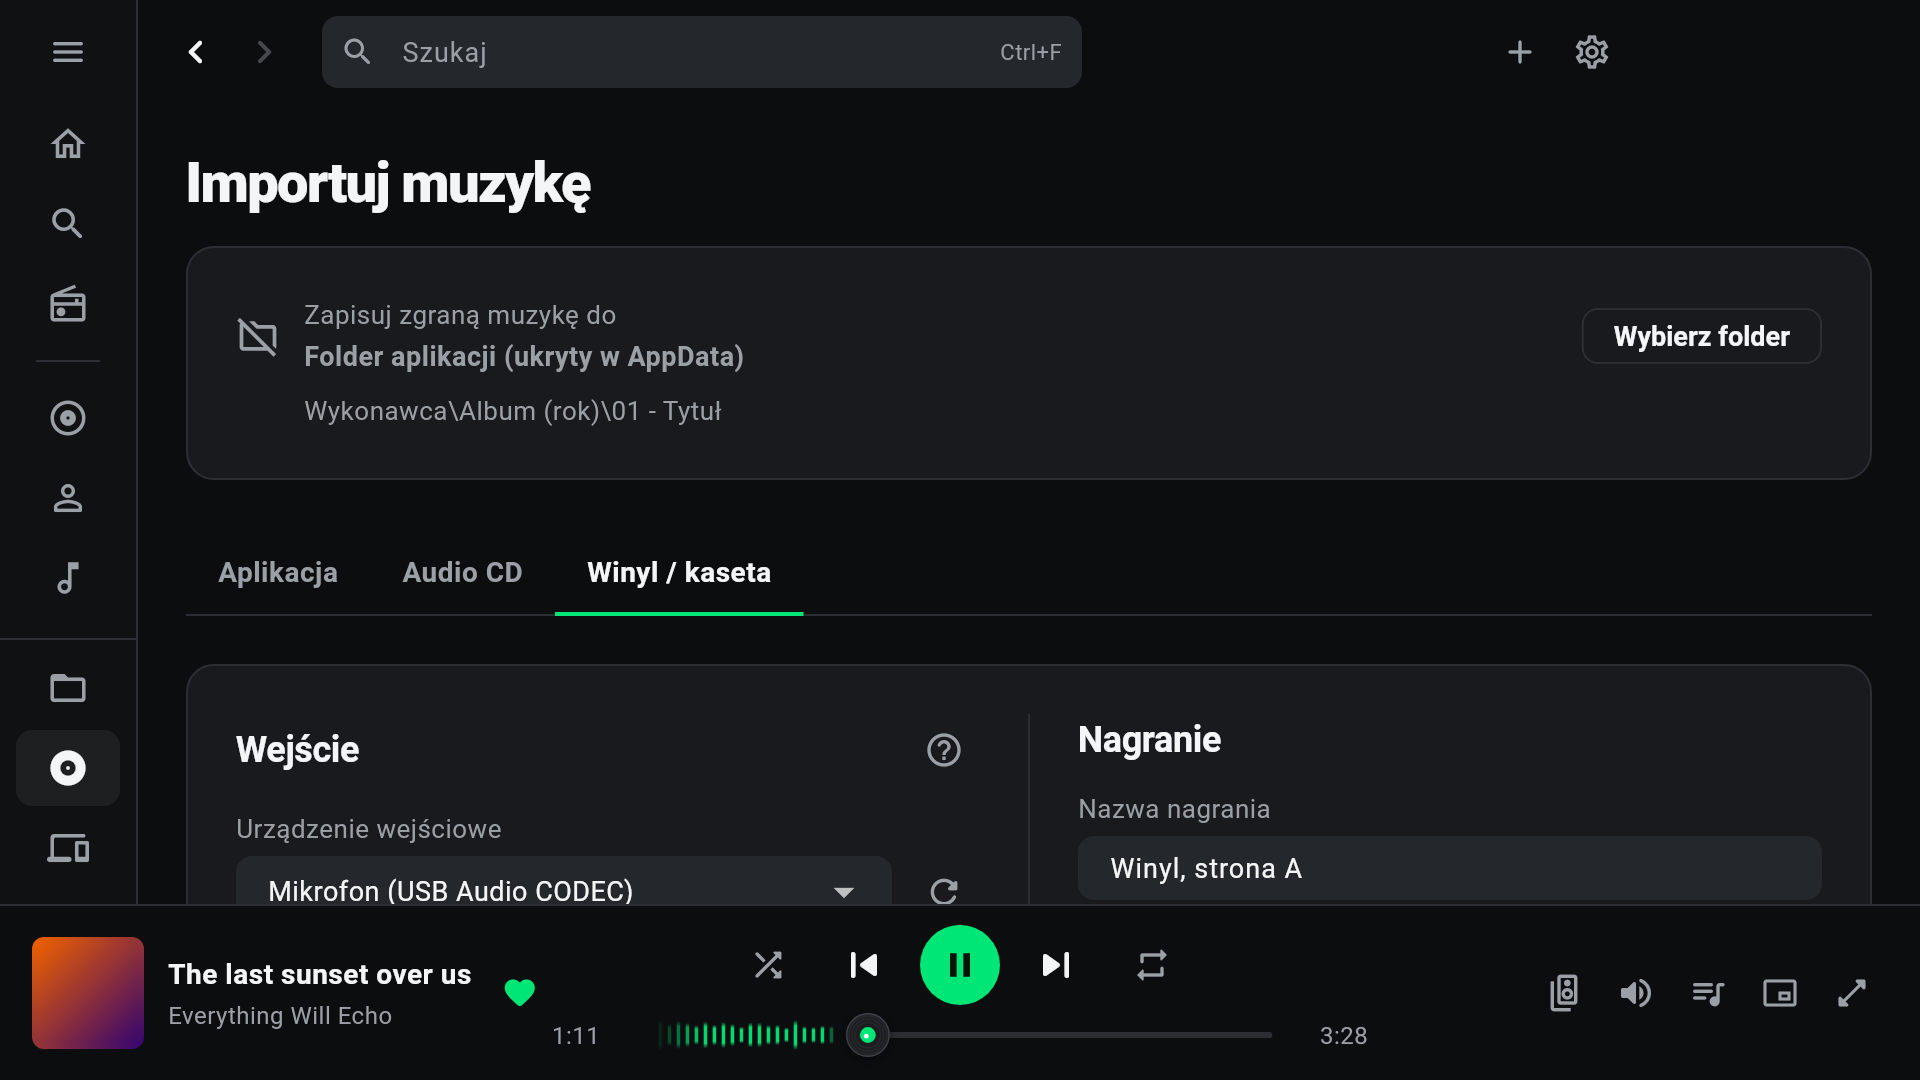 Szukaj
Ctrl+F
Importuj muzykę
Zapisuj zgraną muzykę do
Folder aplikacji (ukryty w AppData)
Wykonawca\Album (rok)\01 - Tytuł
Wybierz folder
Aplikacja
Audio CD
Winyl / kaseta
Wejście
Urządzenie wejściowe
Mikrofon (USB Audio CODEC)
Nagranie
Nazwa nagrania
Winyl, strona A
The last sunset over us
Everything Will Echo
1:11
3:28